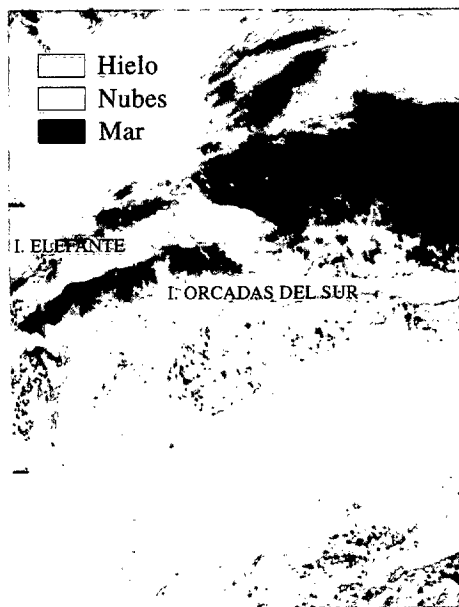 Hielo
Nubes
Mar
I. ELEFANTE
I. ORCADAS DEL SUR